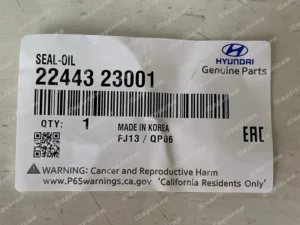 SEAL-OIL
22443 23001
HYUNDAI
Genuine Parts
QTY: 1
MADE IN KOREA
FJ13 / QP06
EAC
WARNING: Cancer and Reproductive Harm
www.P65warnings.ca.gov "California Residents Only"